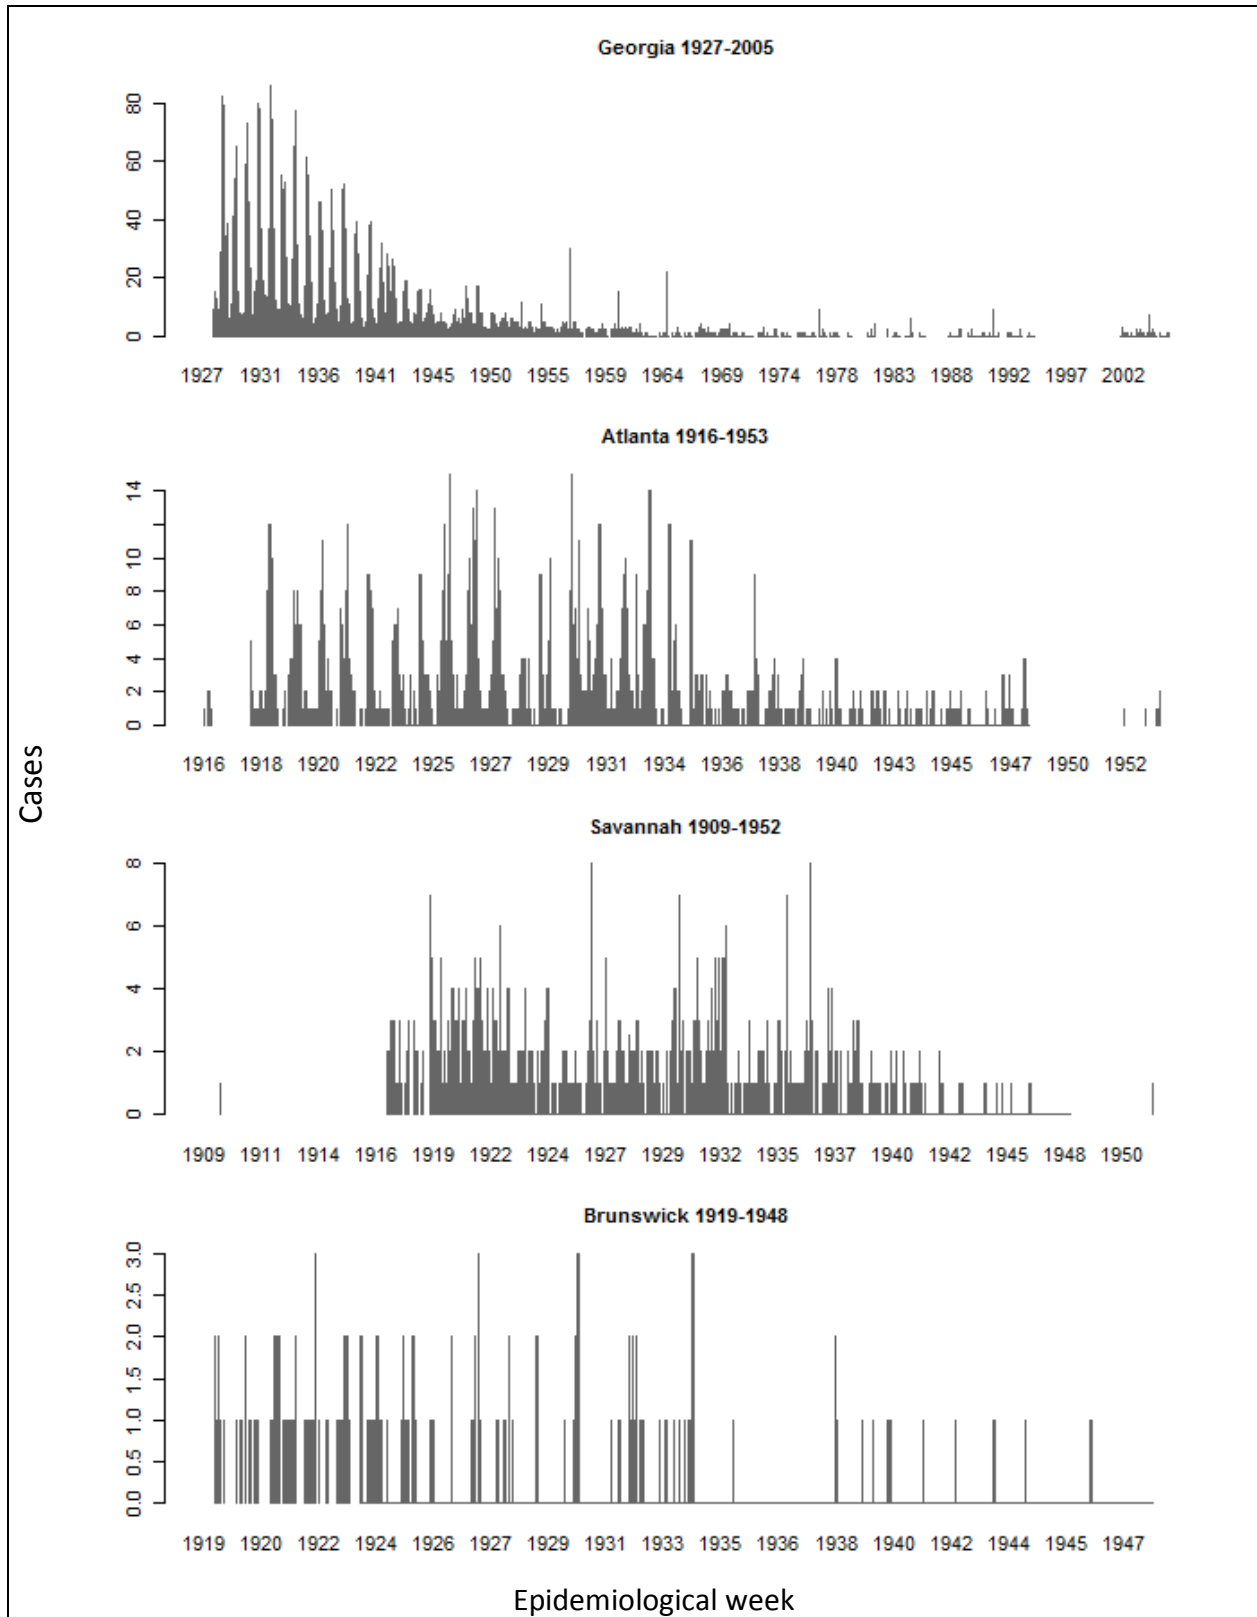 Georgia 1927-2005
80
60
40
20
0
1927 1931 1936 1941 1945 1950 1955 1959 1964 1969 1974 1978 1983 1988 1992 1997 2002
Atlanta 1916-1953
14
10
8
6
4
2
0
1916 1918 1920 1922 1925 1927 1929 1931 1934 1936 1938 1940 1943 1945 1947 1950 1952
Cases
Savannah 1909-1952
8
6
4
2
0
1909 1911 1914 1916 1919 1922 1924 1927 1929 1932 1935 1937 1940 1942 1945 1948 1950
Brunswick 1919-1948
3.0
2.5
2.0
1.5
1.0
0.5
0.0
1919 1920 1922 1924 1926 1927 1929 1931 1933 1935 1936 1938 1940 1942 1944 1945 1947
Epidemiological week